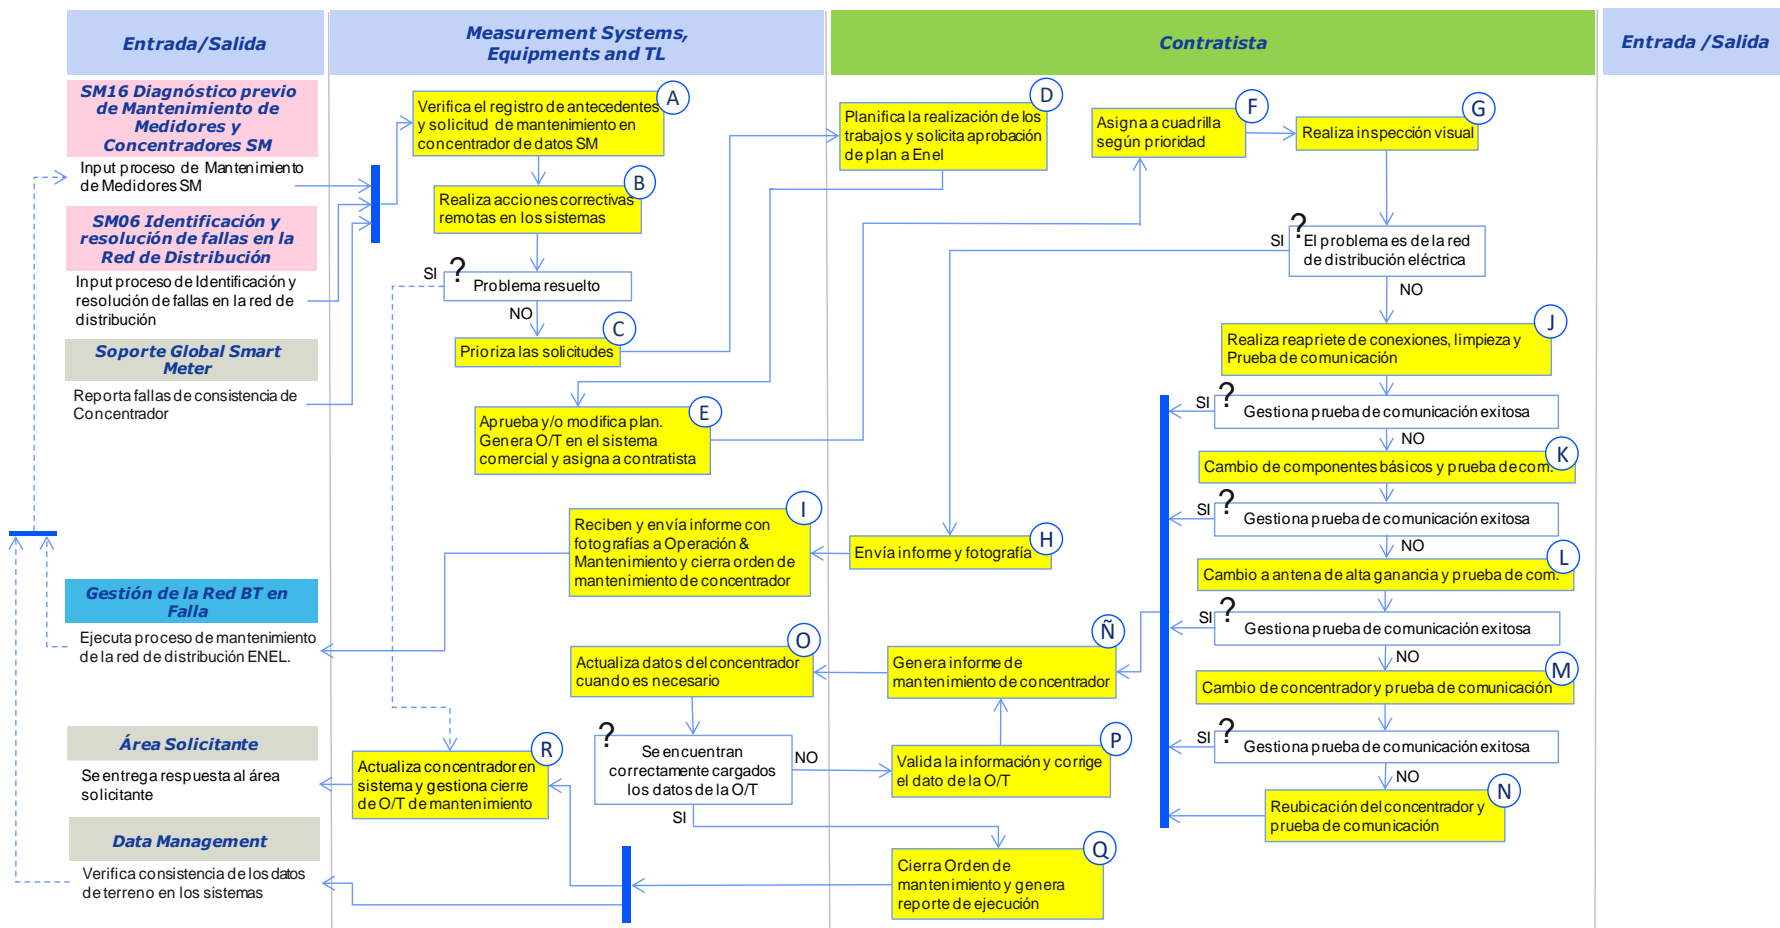 Entrada/Salida
Measurement Systems,
Equipments and TL
Contratista
Entrada /Salida
SM16 Diagnóstico previo
de Mantenimiento de
Medidores y
Concentradores SM
Input proceso de Mantenimiento
de Medidores SM
SM06 Identificación y
resolución de fallas en la
Red de Distribución
Input proceso de Identificación y
resolución de fallas en la red de
distribución
Soporte Global Smart
Meter
Reporta fallas de consistencia de
Concentrador
Gestión de la Red BT en
Falla
Ejecuta proceso de mantenimiento
de la red de distribución ENEL.
Área Solicitante
Se entrega respuesta al área
solicitante
Data Management
Verifica consistencia de los datos
de terreno en los sistemas
A
Verifica el registro de antecedentes
y solicitud de mantenimiento en
concentrador de datos SM
B
Realiza acciones correctivas
remotas en los sistemas
SI
?
Problema resuelto
NO
C
Prioriza las solicitudes
E
Aprueba y/o modifica plan.
Genera O/T en el sistema
comercial y asigna a contratista
I
Reciben y envía informe con
fotografías a Operación &
Mantenimiento y cierra orden de
mantenimiento de concentrador
O
Actualiza datos del concentrador
cuando es necesario
?
Se encuentran
correctamente cargados
los datos de la O/T
NO
SI
R
Actualiza concentrador en
sistema y gestiona cierre
de O/T de mantenimiento
D
Planifica la realización de los
trabajos y solicita aprobación
de plan a Enel
F
Asigna a cuadrilla
según prioridad
G
Realiza inspección visual
SI
?
El problema es de la red
de distribución eléctrica
NO
H
Envía informe y fotografía
J
Realiza reapriete de conexiones, limpieza y
Prueba de comunicación
SI
?
Gestiona prueba de comunicación exitosa
NO
K
Cambio de componentes básicos y prueba de com.
SI
?
Gestiona prueba de comunicación exitosa
NO
L
Cambio a antena de alta ganancia y prueba de com.
SI
?
Gestiona prueba de comunicación exitosa
NO
M
Cambio de concentrador y prueba de comunicación
SI
?
Gestiona prueba de comunicación exitosa
NO
N
Reubicación del concentrador y
prueba de comunicación
Ñ
Genera informe de
mantenimiento de concentrador
P
Valida la información y corrige
el dato de la O/T
Q
Cierra Orden de
mantenimiento y genera
reporte de ejecución